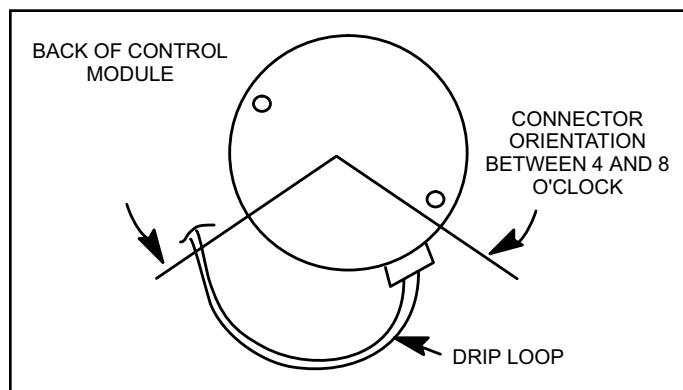 BACK OF CONTROL
MODULE
CONNECTOR
ORIENTATION
BETWEEN 4 AND 8
O'CLOCK
DRIP LOOP